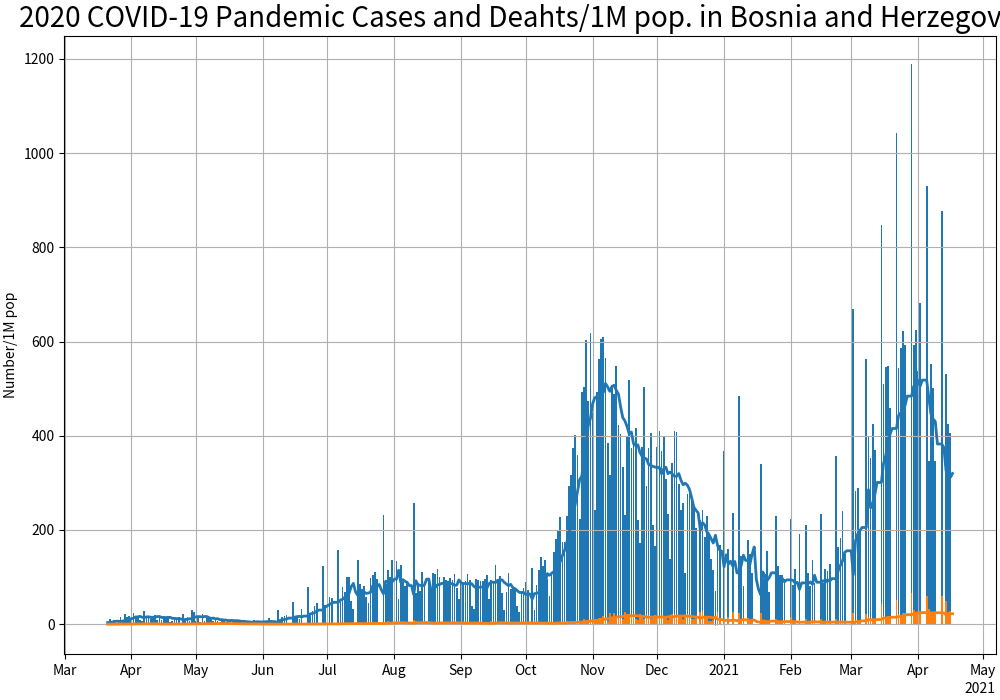 2020 COVID-19 Pandemic Cases and Deahts/1M pop. in Bosnia and Herzegov
Number/1M pop
1200
1000
800
600
400
200
0
Mar Apr May Jun Jul Aug Sep Oct Nov Dec 2021 Feb Mar Apr May
2021